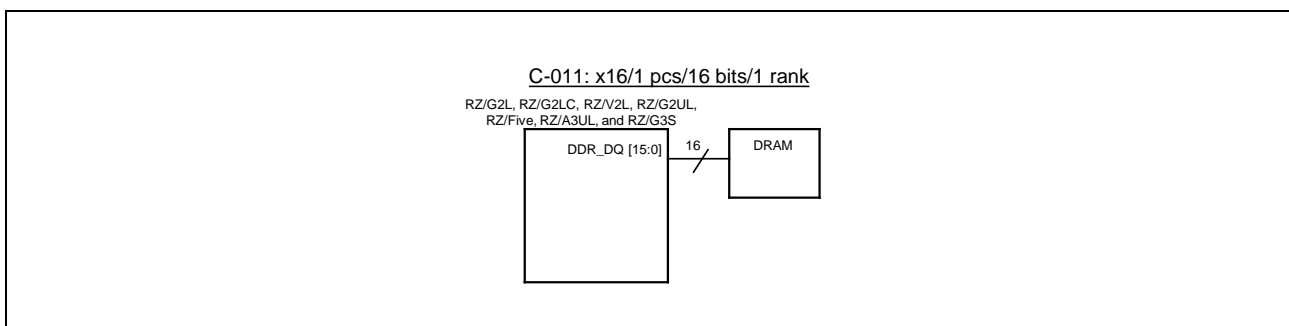 C-011: x16/1 pcs/16 bits/1 rank
RZ/G2L, RZ/G2LC, RZ/V2L, RZ/G2UL,
RZ/Five, RZ/A3UL, and RZ/G3S
DDR_DQ [15:0]
16
DRAM